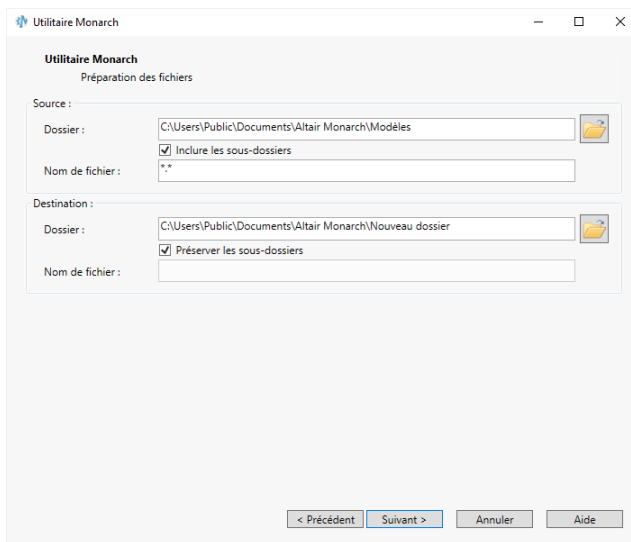 Utilitaire Monarch
Utilitaire Monarch
Préparation des fichiers
Source :
Dossier :
C:\Users\Public\Documents\Altair Monarch\Modèles
Inclure les sous-dossiers
Nom de fichier :
*.*
Destination :
Dossier :
C:\Users\Public\Documents\Altair Monarch\Nouveau dossier
Préserver les sous-dossiers
Nom de fichier :
< Précédent Suivant > Annuler Aide